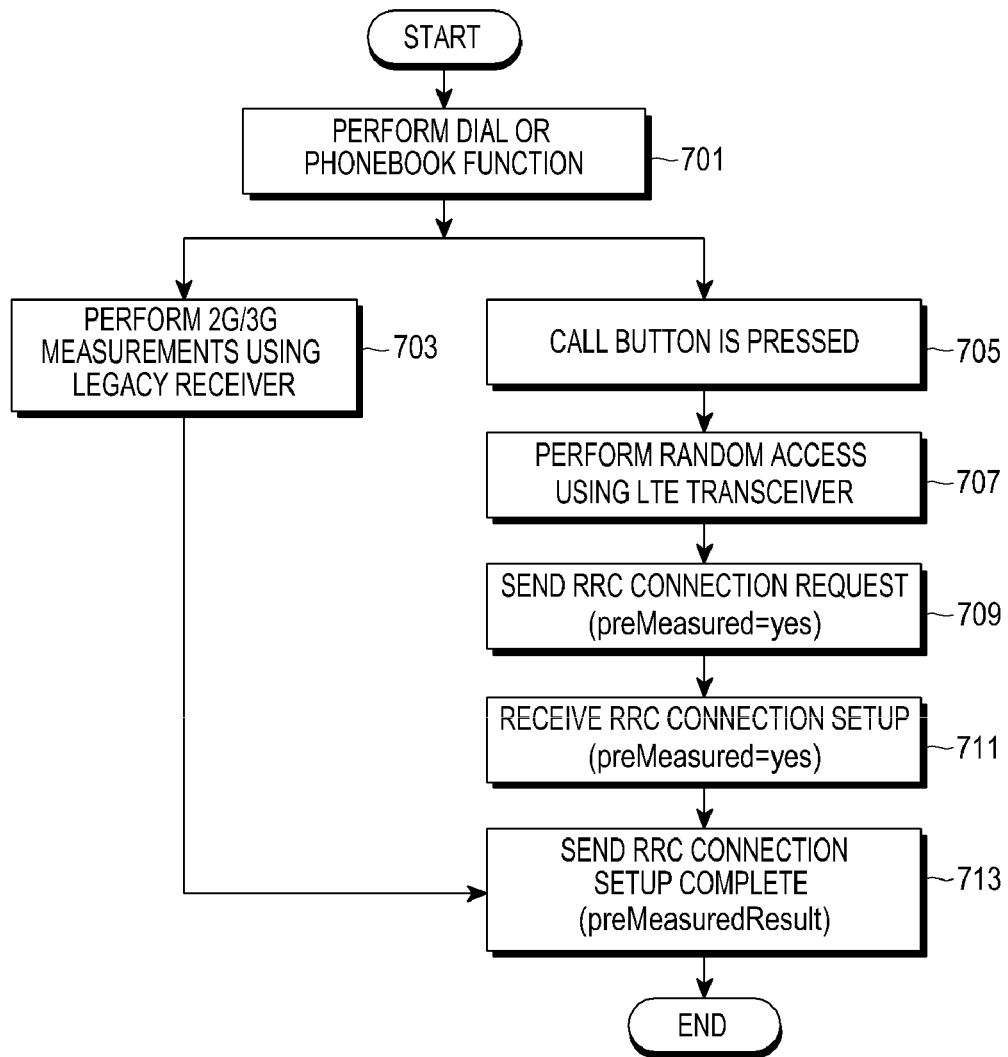 START
PERFORM DIAL OR
PHONEBOOK FUNCTION
701
PERFORM 2G/3G
MEASUREMENTS USING
LEGACY RECEIVER
703
CALL BUTTON IS PRESSED
705
PERFORM RANDOM ACCESS
USING LTE TRANSCEIVER
707
SEND RRC CONNECTION REQUEST
(preMeasured=yes)
709
RECEIVE RRC CONNECTION SETUP
(preMeasured=yes)
711
SEND RRC CONNECTION
SETUP COMPLETE
(preMeasuredResult)
713
END